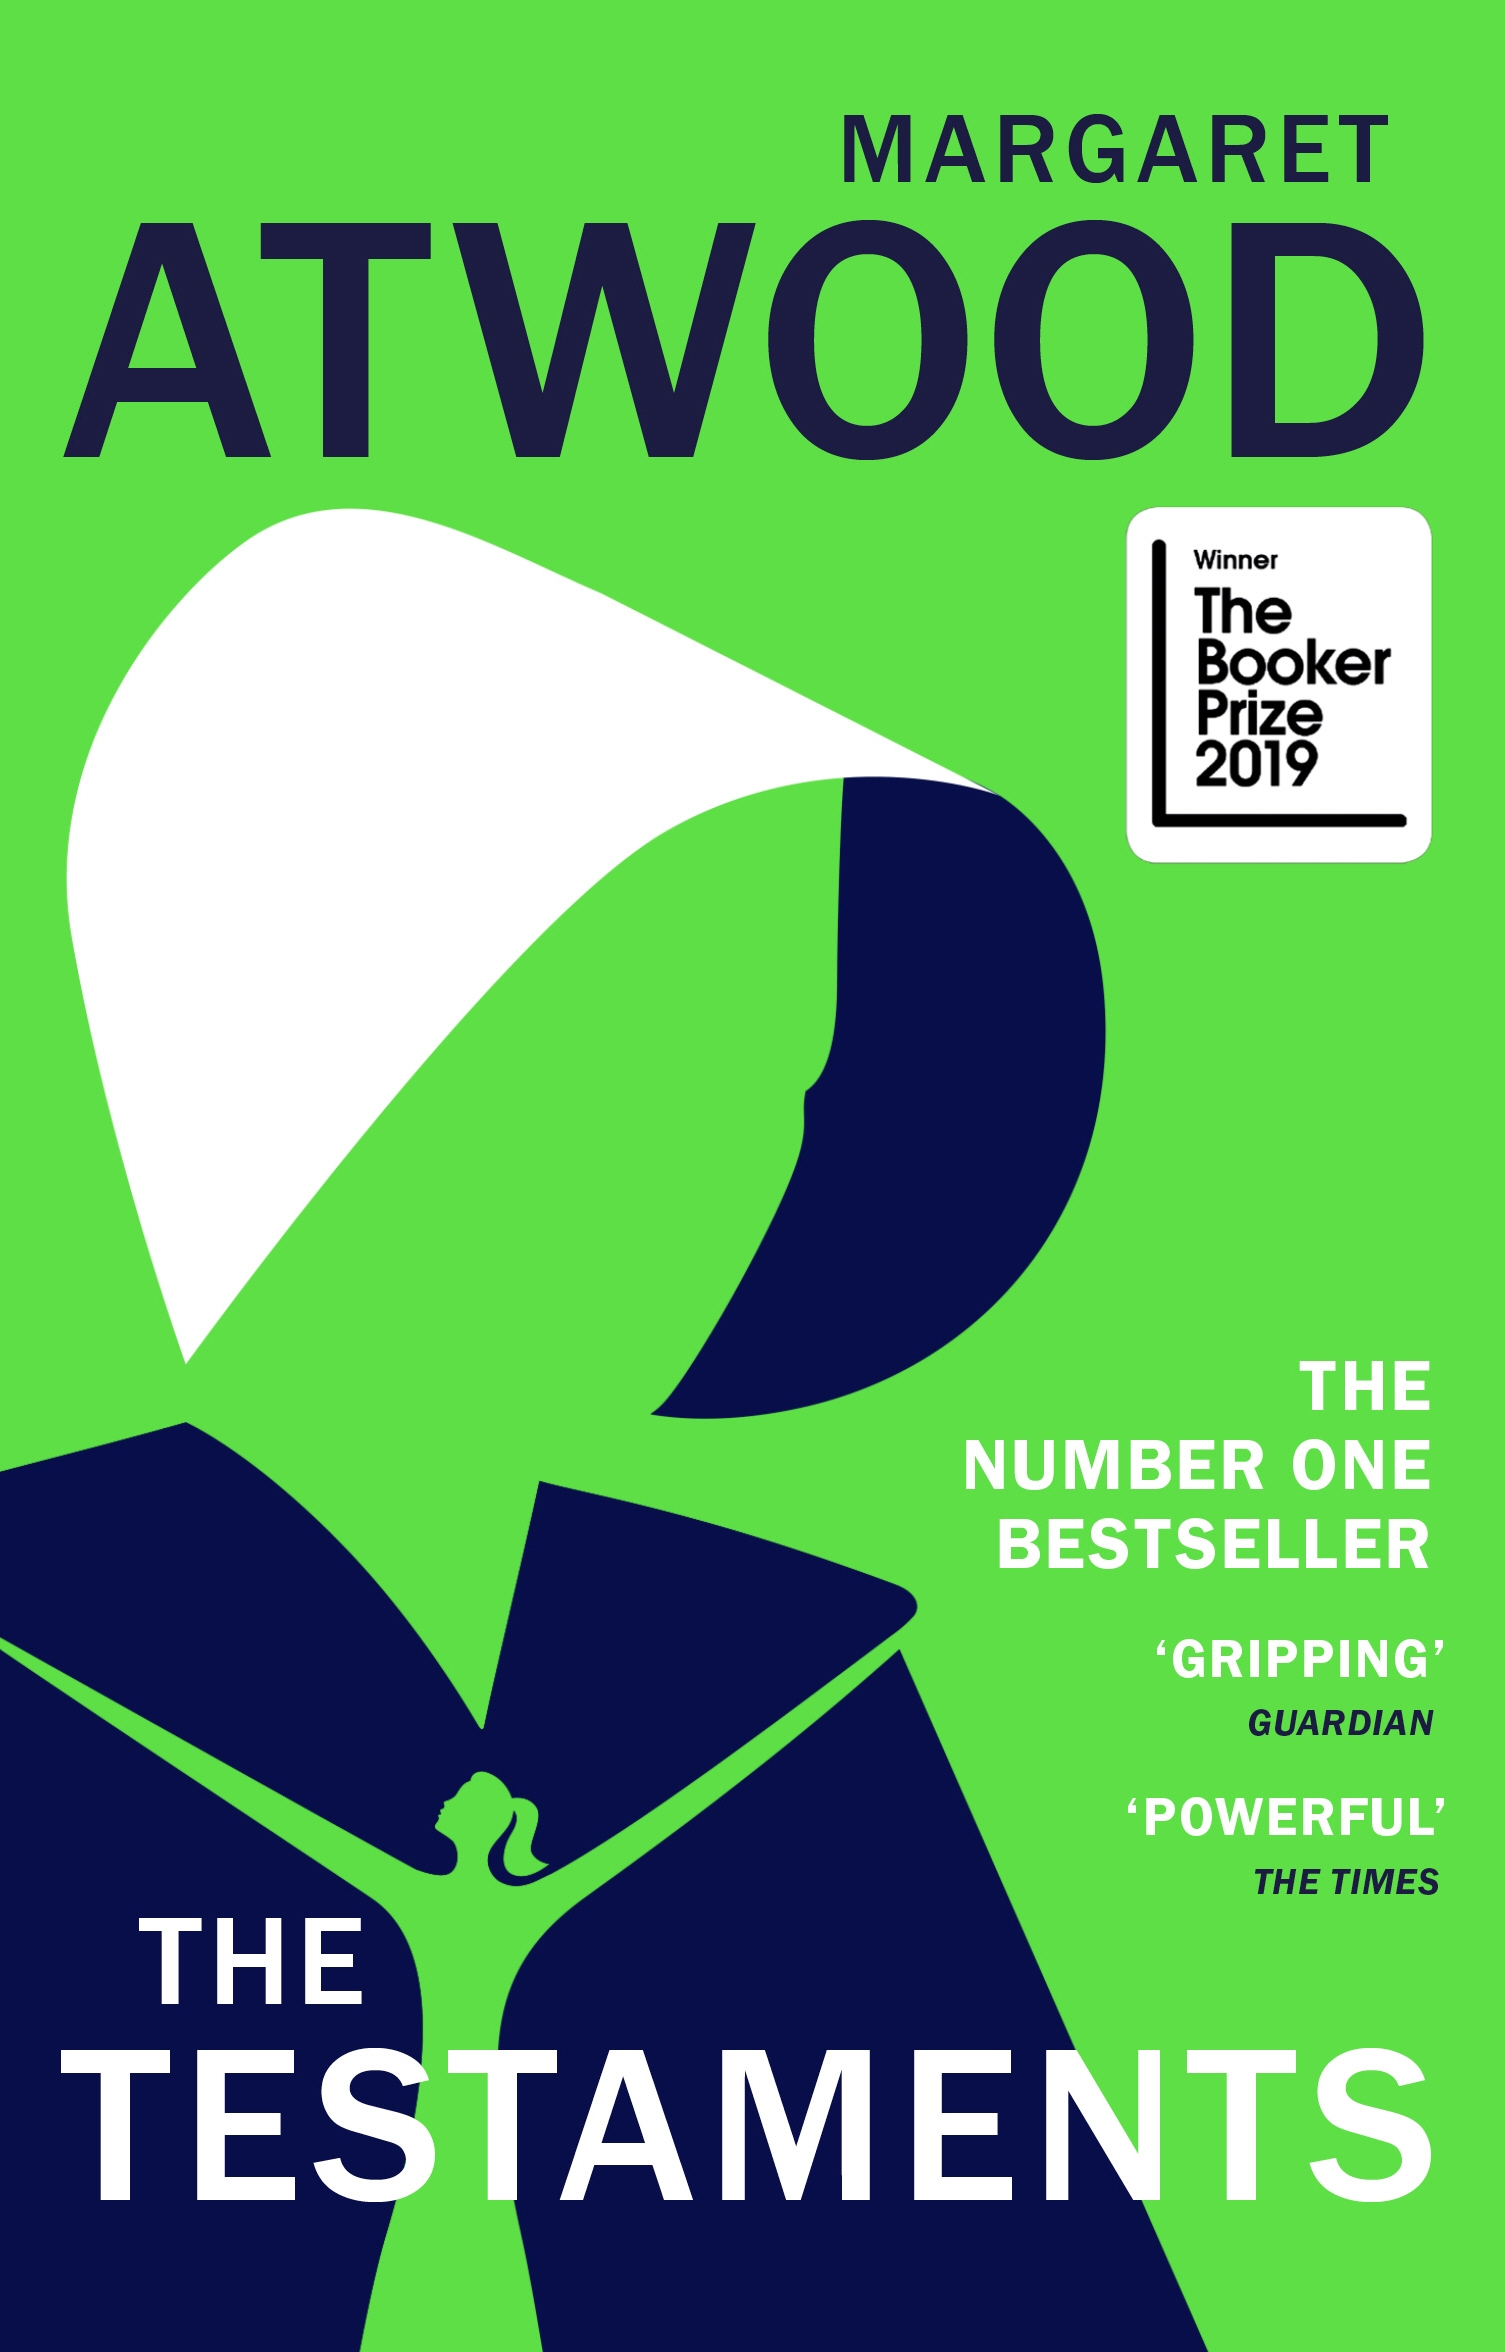 MARGARET
ATWOOD
Winner
The
Booker
Prize
2019
THE
NUMBER ONE
BESTSELLER
‘GRIPPING’
GUARDIAN
‘POWERFUL’
THE TIMES
THE
TESTAMENTS